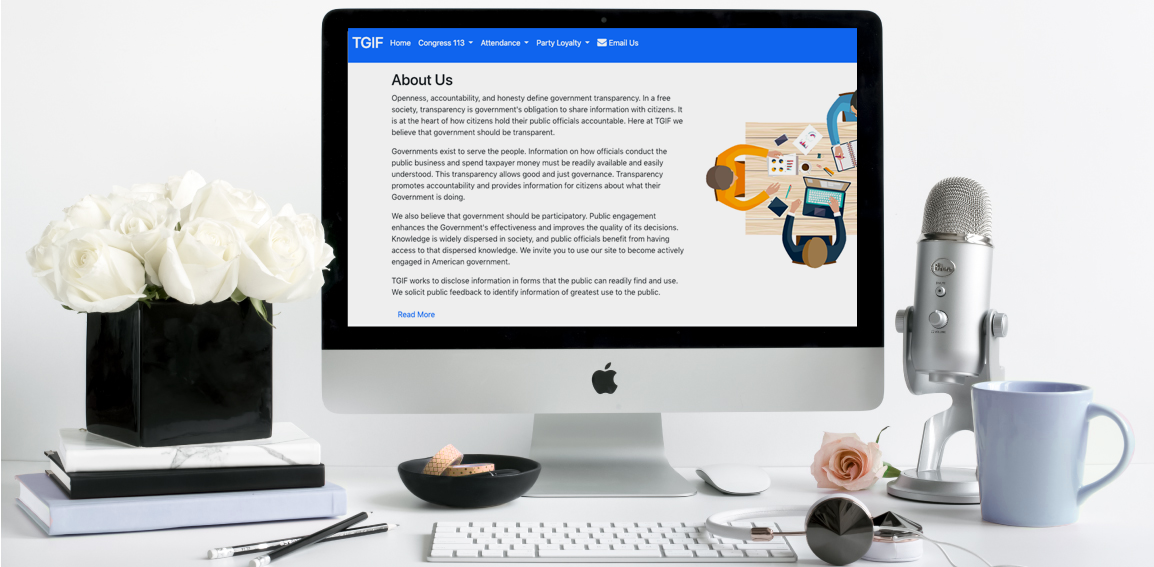 TGIF Home Congress 113 Attendance Party Loyalty Email Us
About Us
Openness, accountability, and honesty define government transparency. In a free
society, transparency is government's obligation to share information with citizens. It
is at the heart of how citizens hold their public officials accountable. Here at TGIF we
believe that government should be transparent.
Governments exist to serve the people. Information on how officials conduct the
public business and spend taxpayer money must be readily available and easily
understood. This transparency allows good and just governance. Transparency
promotes accountability and provides information for citizens about what their
Government is doing.
We also believe that government should be participatory. Public engagement
enhances the Government's effectiveness and improves the quality of its decisions.
Knowledge is widely dispersed in society, and public officials benefit from having
access to that dispersed knowledge. We invite you to use our site to become actively
engaged in American government.
TGIF works to disclose information in forms that the public can readily find and use.
We solicit public feedback to identify information of greatest use to the public.
Read More